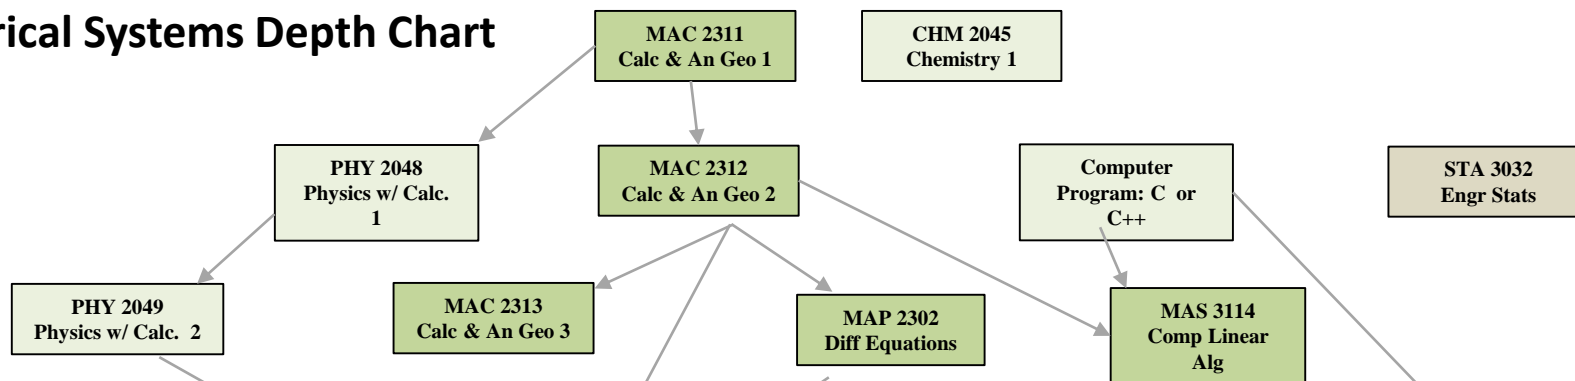 rical Systems Depth Chart
MAC 2311
Calc & An Geo 1
CHM 2045
Chemistry 1
PHY 2048
Physics w/ Calc.
1
MAC 2312
Calc & An Geo 2
Computer
Program: C or
C++
STA 3032
Engr Stats
PHY 2049
Physics w/ Calc. 2
MAC 2313
Calc & An Geo 3
MAP 2302
Diff Equations
MAS 3114
Comp Linear
Alg